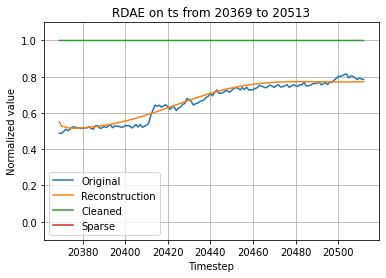 RDAE on ts from 20369 to 20513
Normalized value
1.0
0.8
0.6
0.4
0.2
0.0
Original
Reconstruction
Cleaned
Sparse
20380 20400 20420 20440 20460 20480 20500
Timestep